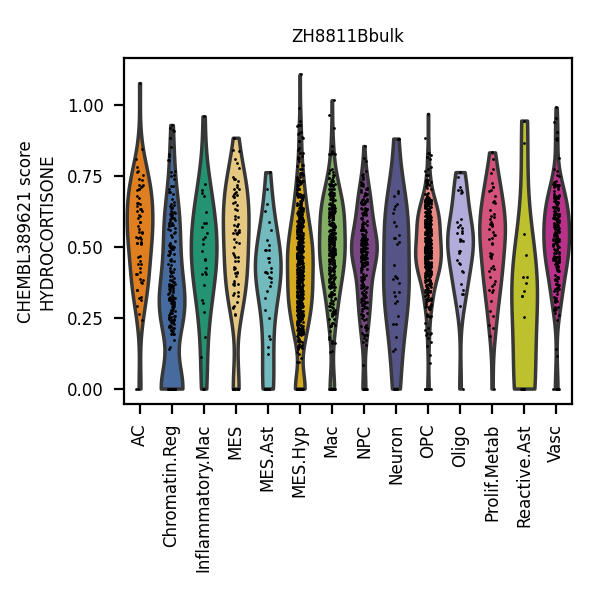 ZH8811Bbulk
CHEMBL389621 score
HYDROCORTISONE
1.00
0.75
0.50
0.25
0.00
AC
Chromatin.Reg
Inflammatory.Mac
MES
MES.Ast
MES.Hyp
Mac
NPC
Neuron
OPC
Oligo
Prolif.Metab
Reactive.Ast
Vasc